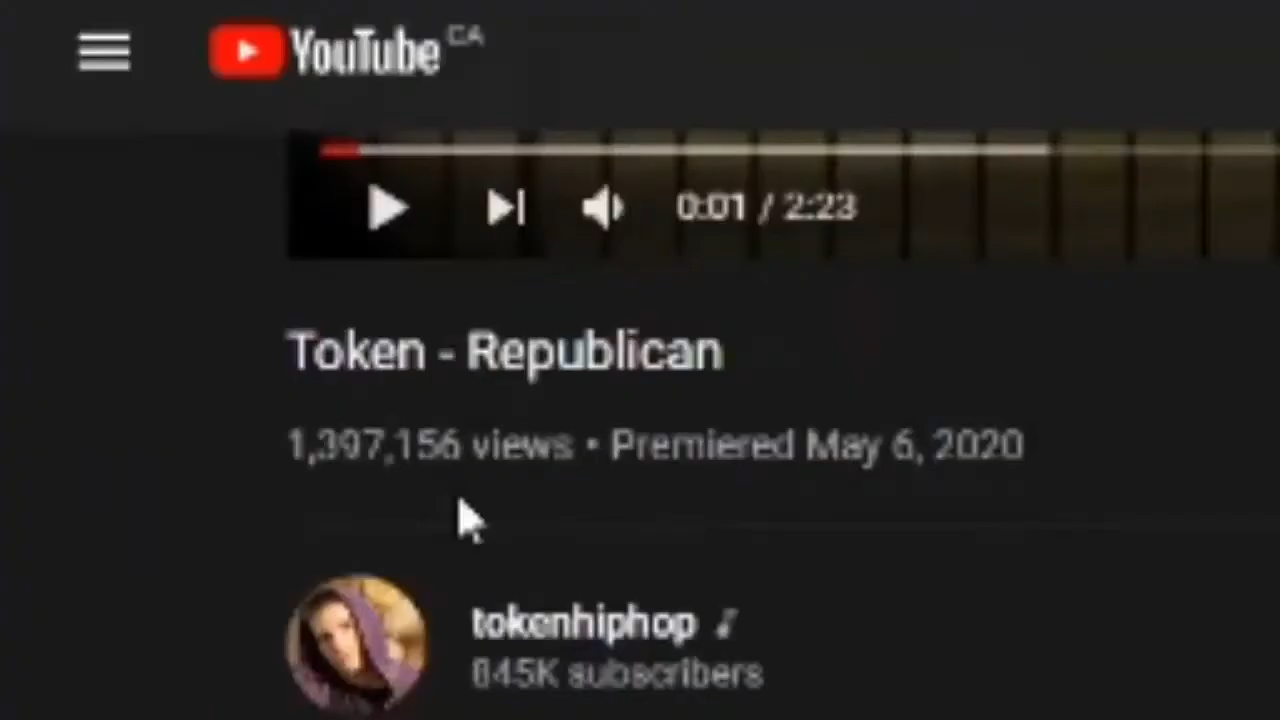 YouTube CA
0:01 / 2:23
Token - Republican
1,397,156 views • Premiered May 6, 2020
tokenhiphop ♪
845K subscribers